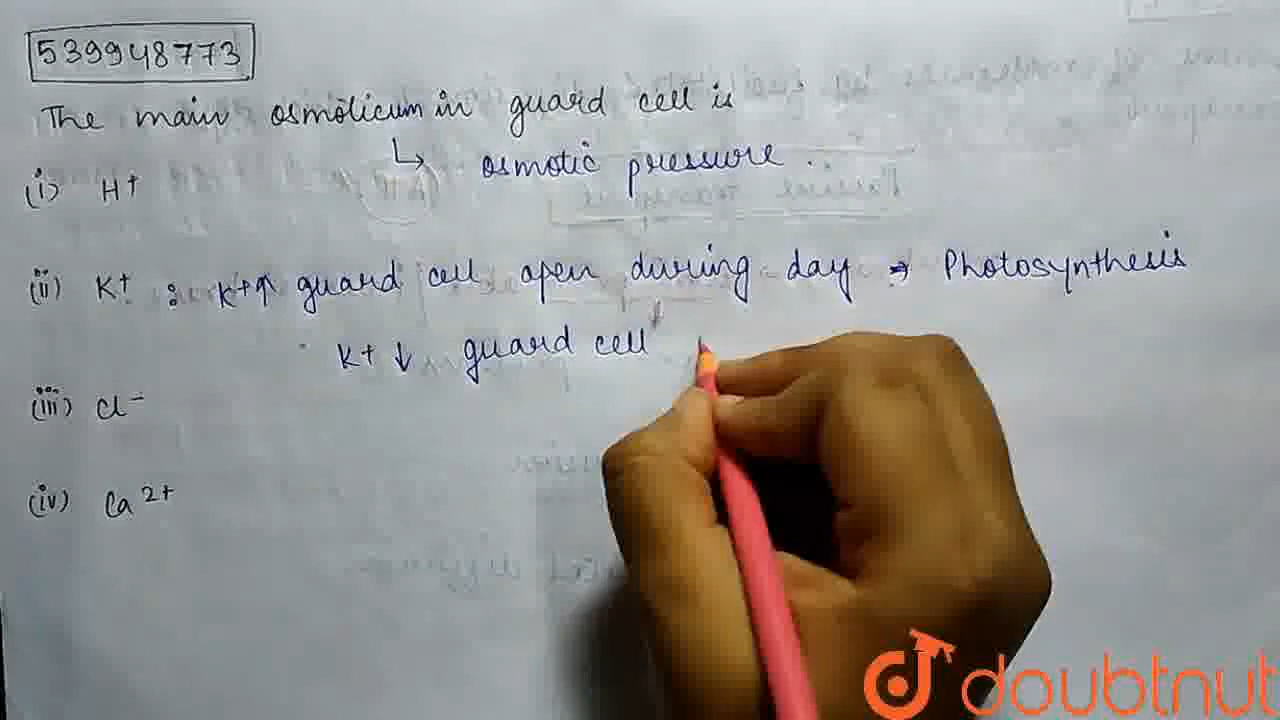 539948773
The main osmolicum in guard cell is
↳ osmotic pressure.
(i) H+
(ii) K+ : K+↑ guard cell open during day → Photosynthesis
K+ ↓ guard cell
(iii) Cl-
(iv) Ca 2+
doubtnut